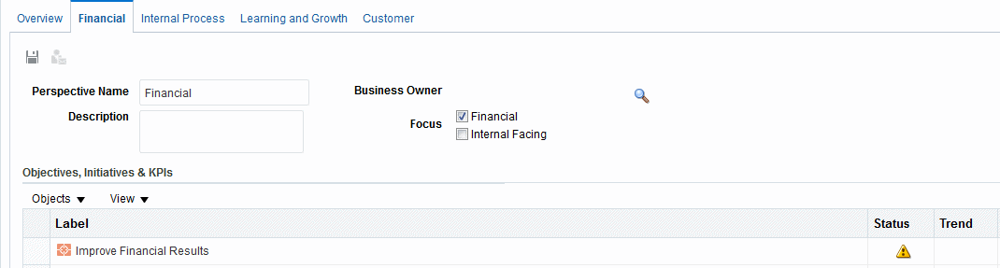 Overview Financial Internal Process Learning and Growth Customer
Perspective Name Financial Business Owner
Description Focus Financial
Internal Facing
Objectives, Initiatives & KPIs
Objects View
Label Status Trend
Improve Financial Results